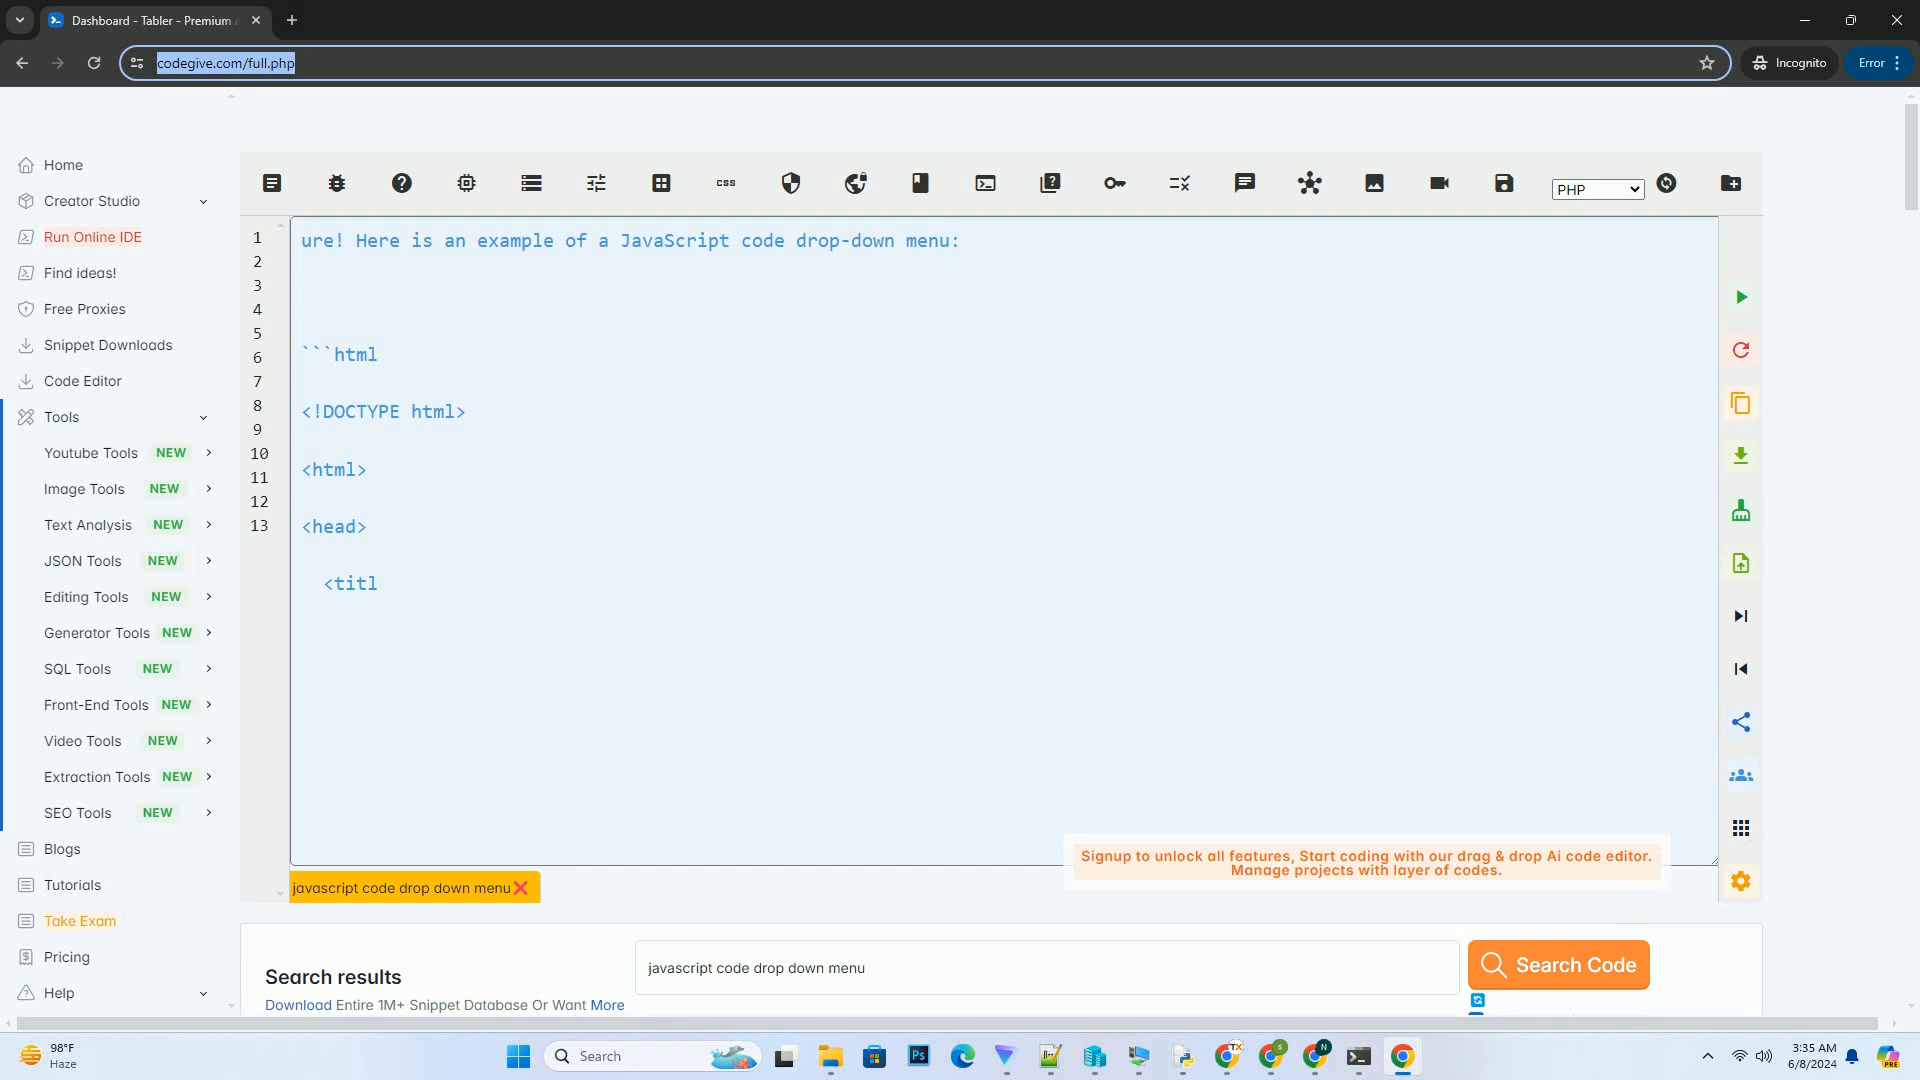 Dashboard - Tabler - Premium
codegive.com/full.php
Incognito
Error
Home
Creator Studio
Run Online IDE
Find ideas!
Free Proxies
Snippet Downloads
Code Editor
Tools
Youtube Tools NEW
Image Tools NEW
Text Analysis NEW
JSON Tools NEW
Editing Tools NEW
Generator Tools NEW
SQL Tools NEW
Front-End Tools NEW
Video Tools NEW
Extraction Tools NEW
SEO Tools NEW
Blogs
Tutorials
Take Exam
Pricing
Help
css
PHP
1
2
3
4
5
6
7
8
9
10
11
12
13
ure! Here is an example of a JavaScript code drop-down menu:
```html
<!DOCTYPE html>
<html>
<head>
<titl
Signup to unlock all features, Start coding with our drag & drop Ai code editor.
Manage projects with layer of codes.
javascript code drop down menu
Search results
Download Entire 1M+ Snippet Database Or Want More
javascript code drop down menu
Search Code
98°F
Haze
Search
3:35 AM
6/8/2024